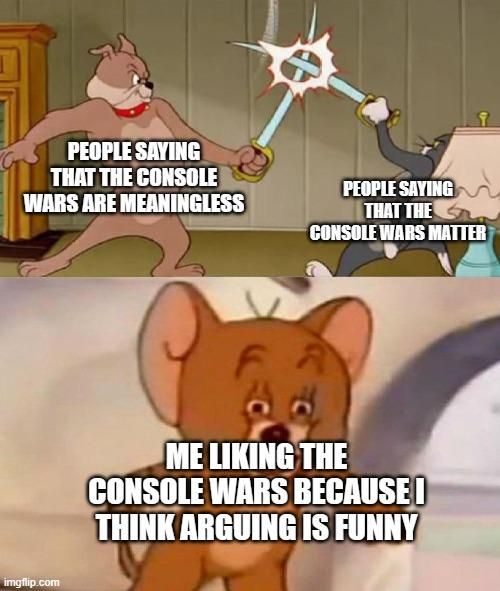 PEOPLE SAYING
THAT THE CONSOLE
WARS ARE MEANINGLESS
PEOPLE SAYING
THAT THE
CONSOLE WARS MATTER
ME LIKING THE
CONSOLE WARS BECAUSE I
THINK ARGUING IS FUNNY
imgflip.com